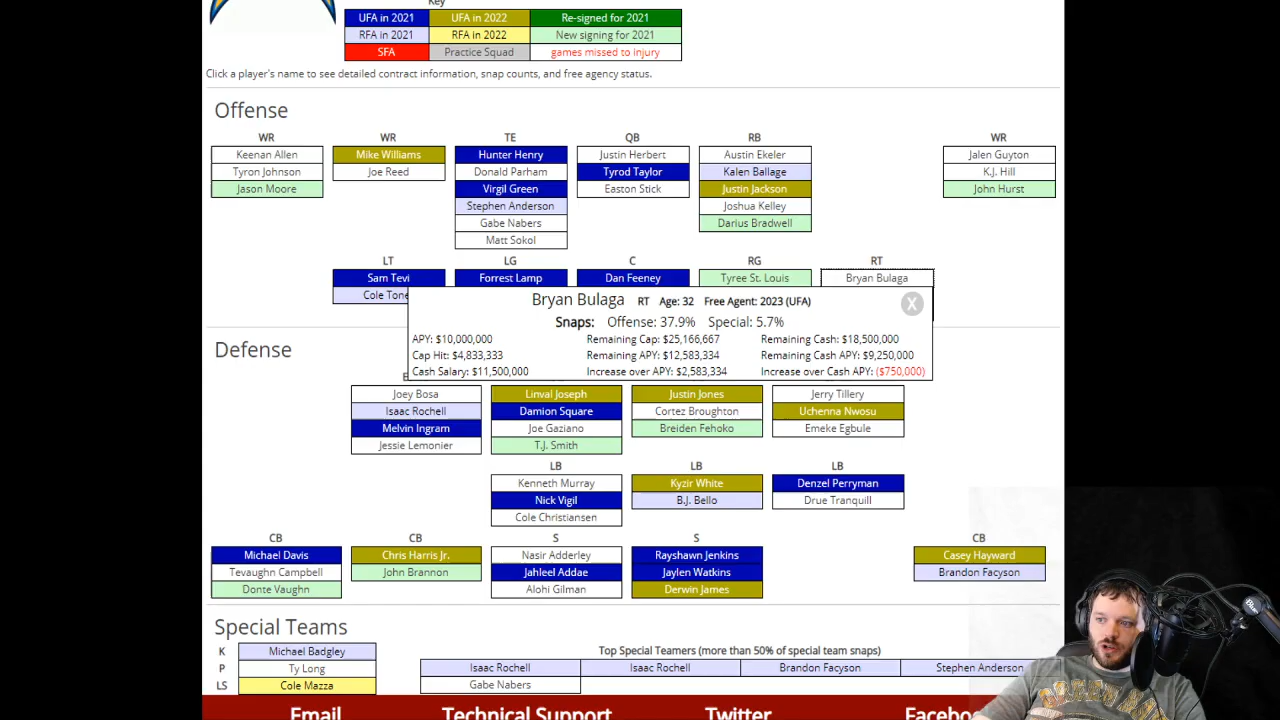 Key
UFA in 2021 UFA in 2022 Re-signed for 2021
RFA in 2021 RFA in 2022 New signing for 2021
SFA Practice Squad games missed to injury
Click a player's name to see detailed contract information, snap counts, and free agency status.
Offense
WR WR TE QB RB WR
Keenan Allen Mike Williams Hunter Henry Justin Herbert Austin Ekeler Jalen Guyton
Tyron Johnson Joe Reed Donald Parham Tyrod Taylor Kalen Ballage K.J. Hill
Jason Moore Virgil Green Easton Stick Justin Jackson John Hurst
Stephen Anderson Joshua Kelley
Gabe Nabers Darius Bradwell
Matt Sokol
LT LG C RG RT
Sam Tevi Forrest Lamp Dan Feeney Tyree St. Louis Bryan Bulaga
Cole Tone
Bryan Bulaga RT Age: 32 Free Agent: 2023 (UFA) X
Snaps: Offense: 37.9% Special: 5.7%
APY: $10,000,000 Remaining Cap: $25,166,667 Remaining Cash: $18,500,000
Cap Hit: $4,833,333 Remaining APY: $12,583,334 Remaining Cash APY: $9,250,000
Cash Salary: $11,500,000 Increase over APY: $2,583,334 Increase over Cash APY: ($750,000)
Defense
Joey Bosa Linval Joseph Justin Jones Jerry Tillery
Isaac Rochell Damion Square Cortez Broughton Uchenna Nwosu
Melvin Ingram Joe Gaziano Breiden Fehoko Emeke Egbule
Jessie Lemonier T.J. Smith
LB LB LB
Kenneth Murray Kyzir White Denzel Perryman
Nick Vigil B.J. Bello Drue Tranquill
Cole Christiansen
CB CB S S CB
Michael Davis Chris Harris Jr. Nasir Adderley Rayshawn Jenkins Casey Hayward
Tevaughn Campbell John Brannon Jahleel Addae Jaylen Watkins Brandon Facyson
Donte Vaughn Alohi Gilman Derwin James
Special Teams
K Michael Badgley Top Special Teamers (more than 50% of special team snaps)
P Ty Long Isaac Rochell Isaac Rochell Brandon Facyson Stephen Anderson
LS Cole Mazza Gabe Nabers
Email Technical Support Twitter Facebo